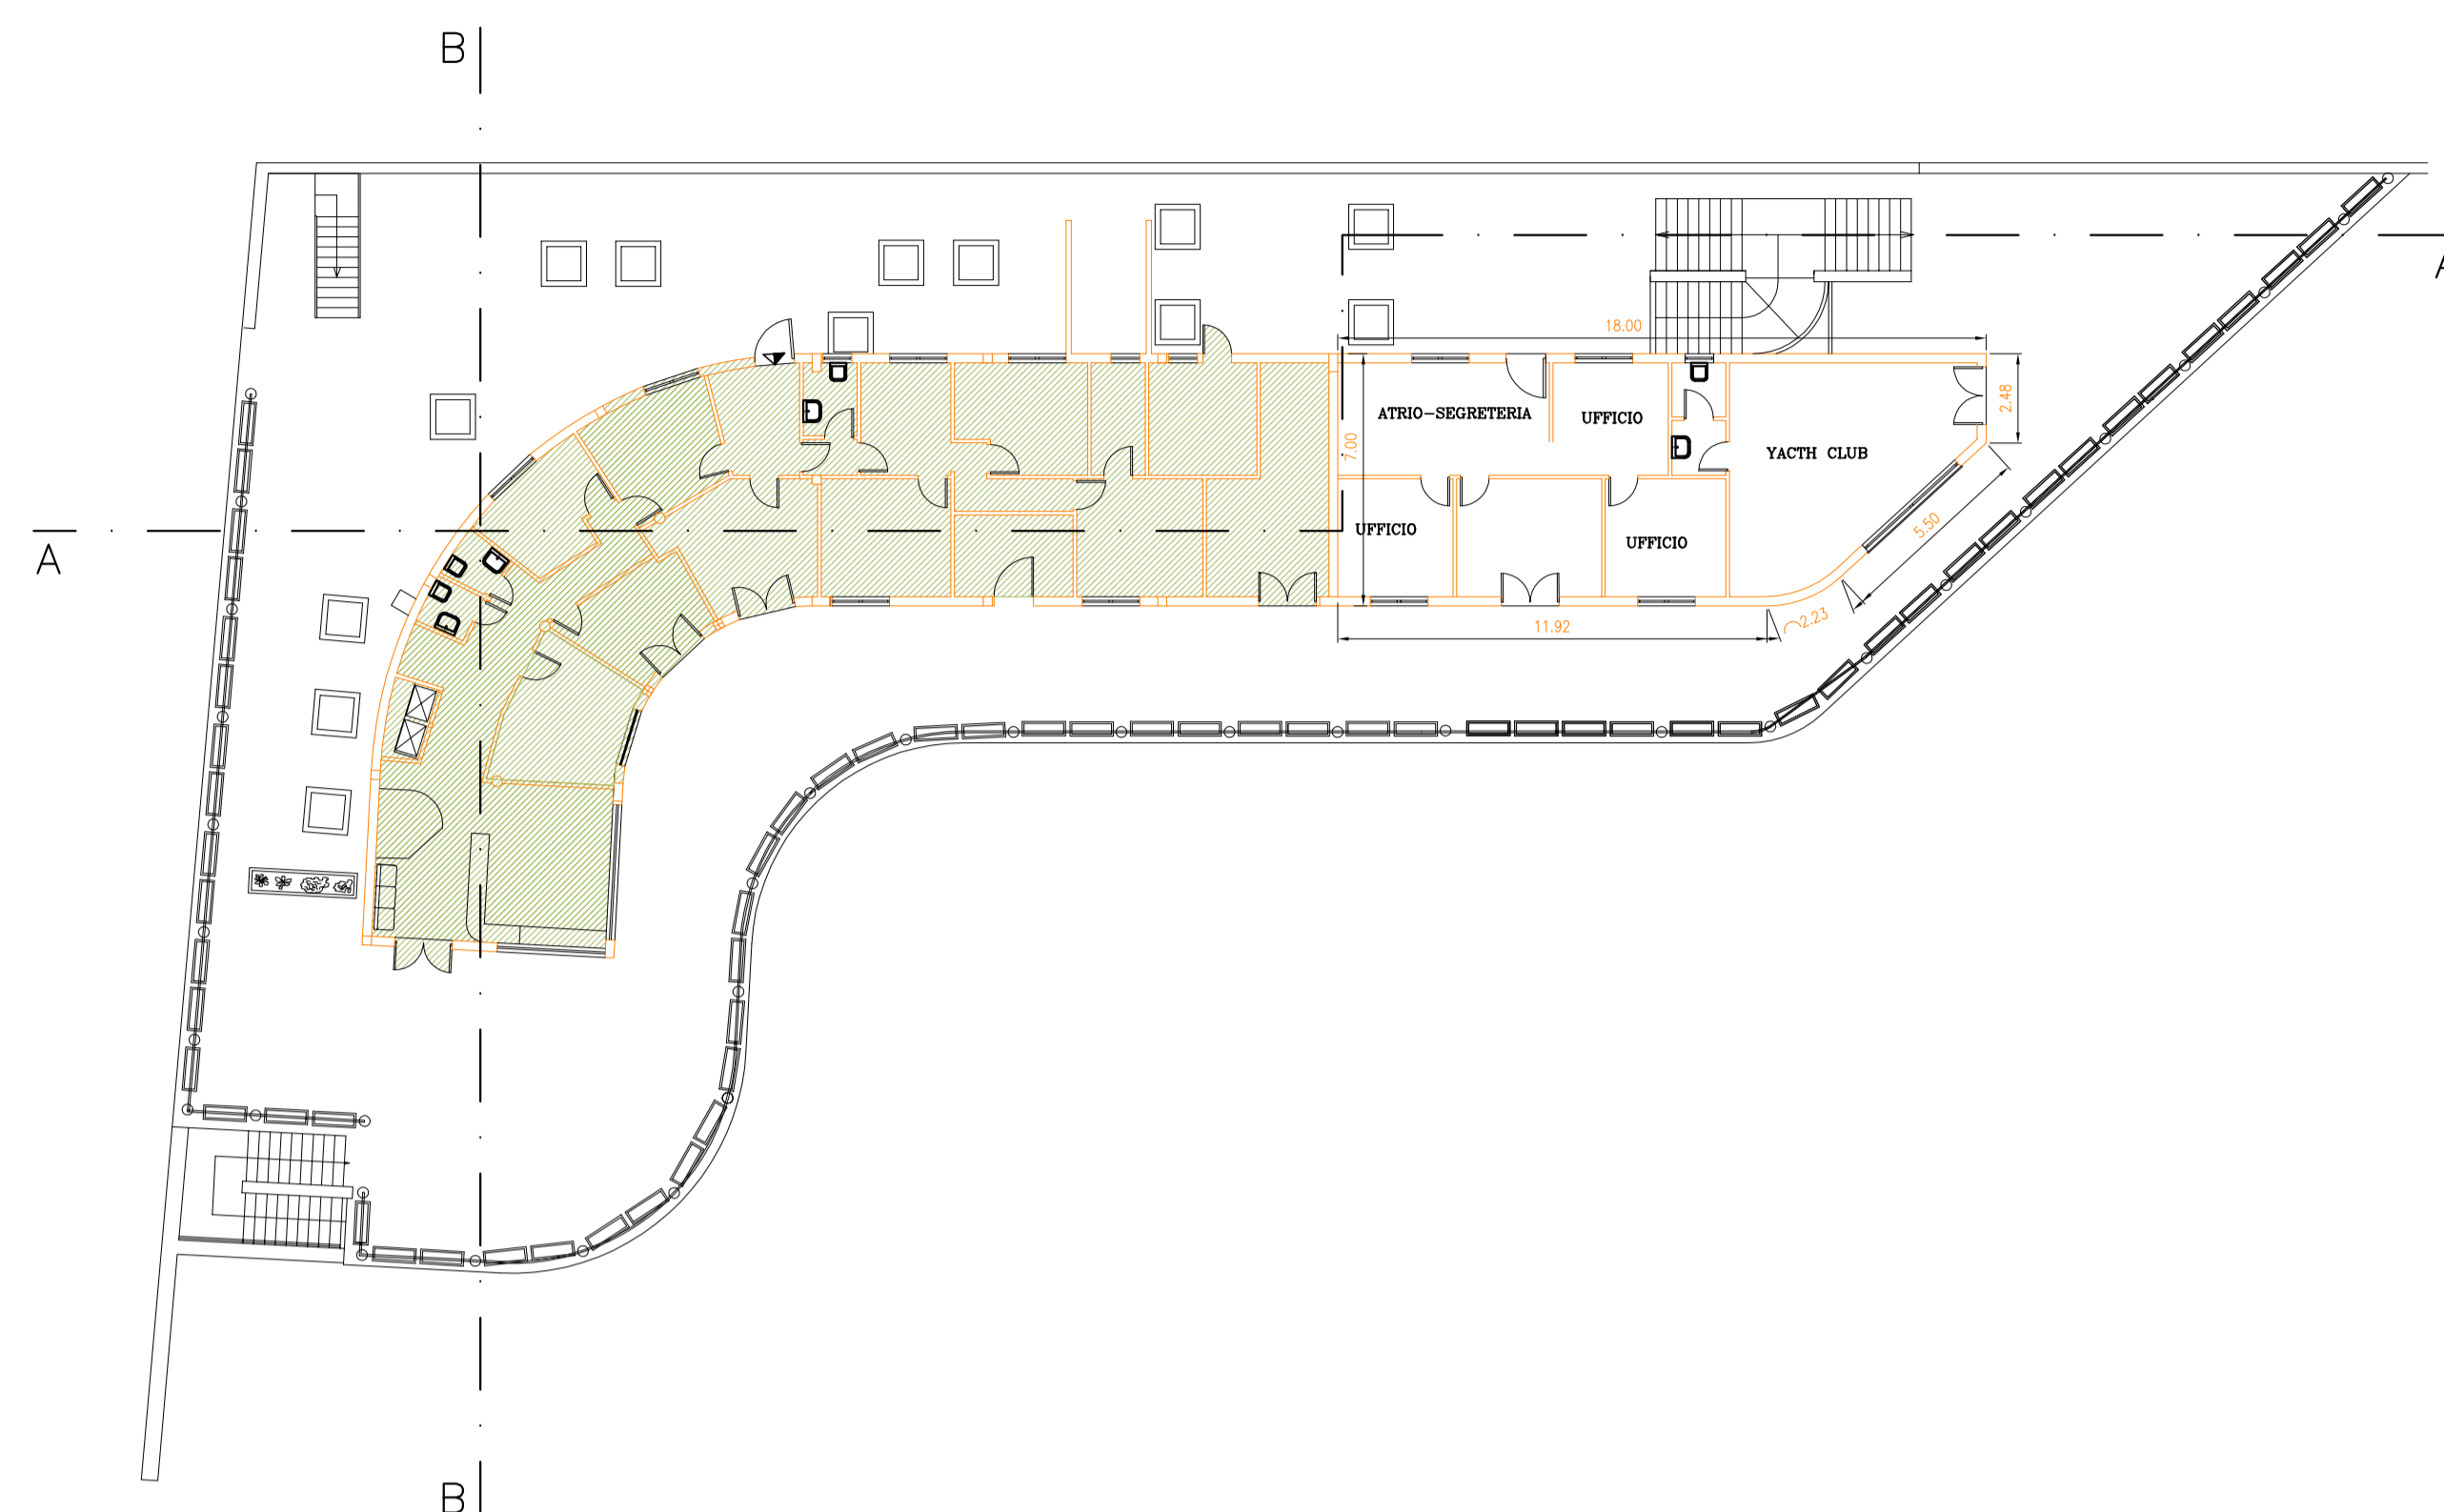 B
A
18.00
2.48
ATRIO-SEGRETERIA
UFFICIO
7.00
YACTH CLUB
5.50
A
UFFICIO
UFFICIO
11.92
2.23
B